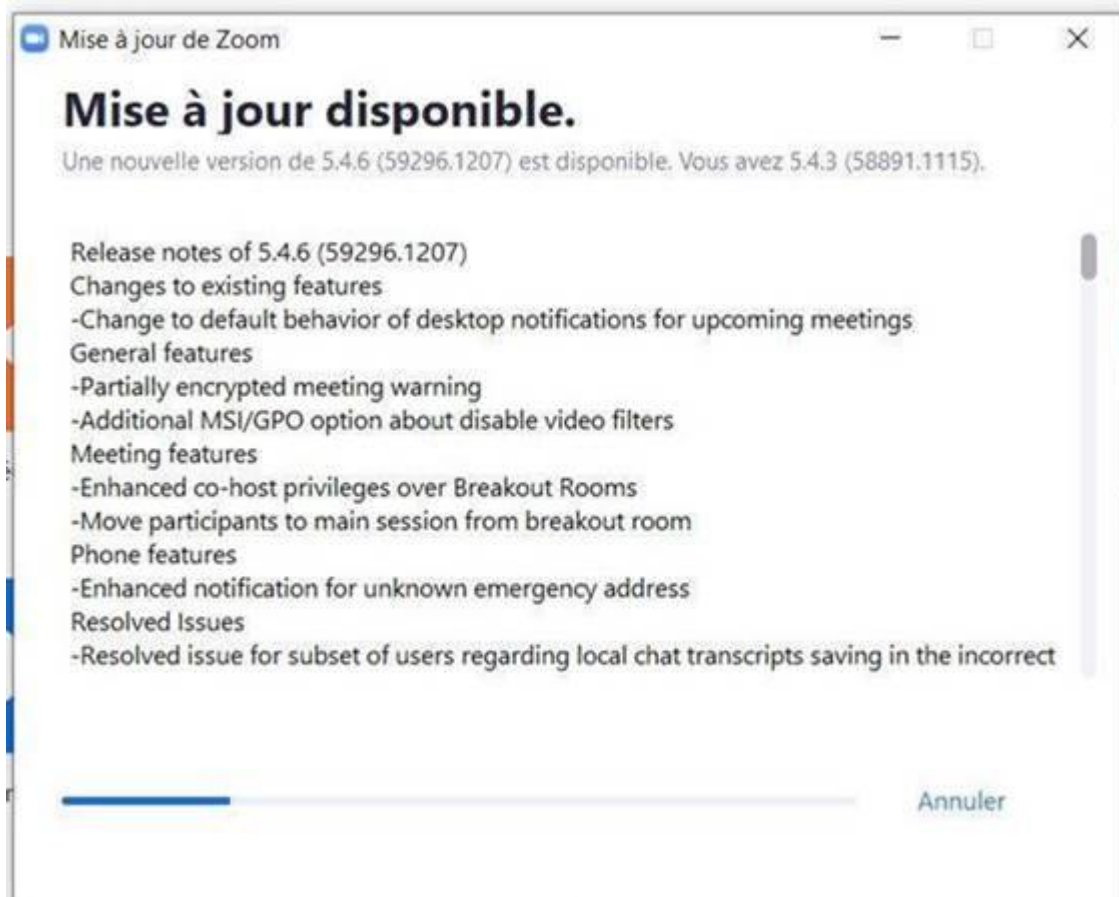 Mise à jour de Zoom
Mise à jour disponible.
Une nouvelle version de 5.4.6 (59296.1207) est disponible. Vous avez 5.4.3 (58891.1115).
Release notes of 5.4.6 (59296.1207)
Changes to existing features
-Change to default behavior of desktop notifications for upcoming meetings
General features
-Partially encrypted meeting warning
-Additional MSI/GPO option about disable video filters
Meeting features
-Enhanced co-host privileges over Breakout Rooms
-Move participants to main session from breakout room
Phone features
-Enhanced notification for unknown emergency address
Resolved Issues
-Resolved issue for subset of users regarding local chat transcripts saving in the incorrect
Annuler